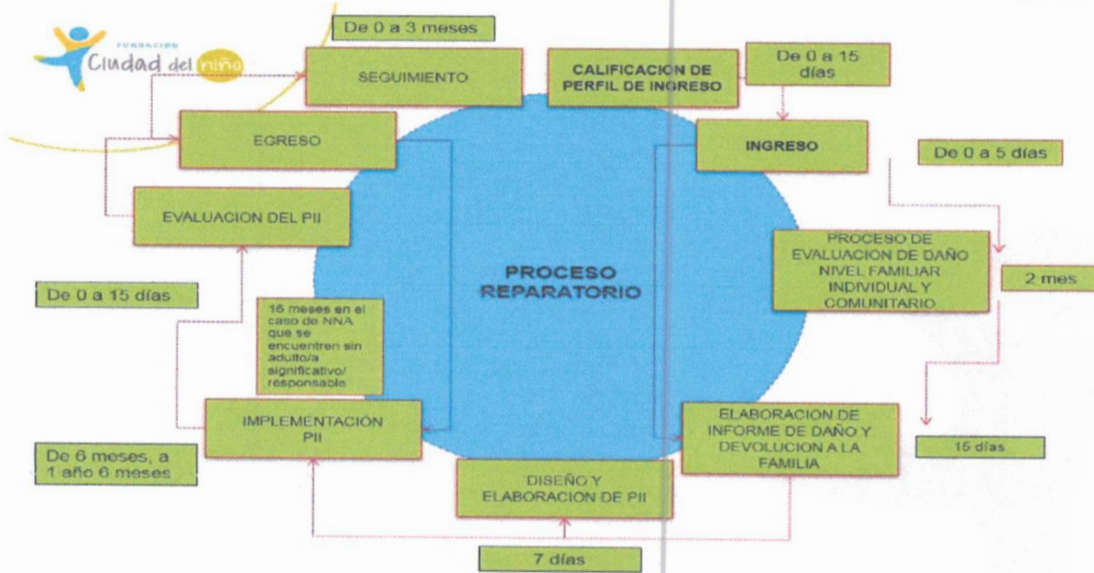 FUNDACION
Ciudad del niño
De 0 a 3 meses
SEGUIMIENTO
CALIFICACION DE
PERFIL DE INGRESO
De 0 a 15
días
EGRESO
INGRESO
De 0 a 5 días
EVALUACION DEL PII
PROCESO DE
EVALUACION DE DAÑO
NIVEL FAMILIAR
INDIVIDUAL Y
COMUNITARIO
2 mes
PROCESO
REPARATORIO
De 0 a 15 días
16 meses en el
caso de NNA
que se
encuentren sin
adulto/a
significativo/
responsable
IMPLEMENTACIÓN
PII
ELABORACION DE
INFORME DE DAÑO Y
DEVOLUCION A LA
FAMILIA
15 días
De 6 meses, a
1 año 6 meses
DISEÑO Y
ELABORACION DE PII
7 días